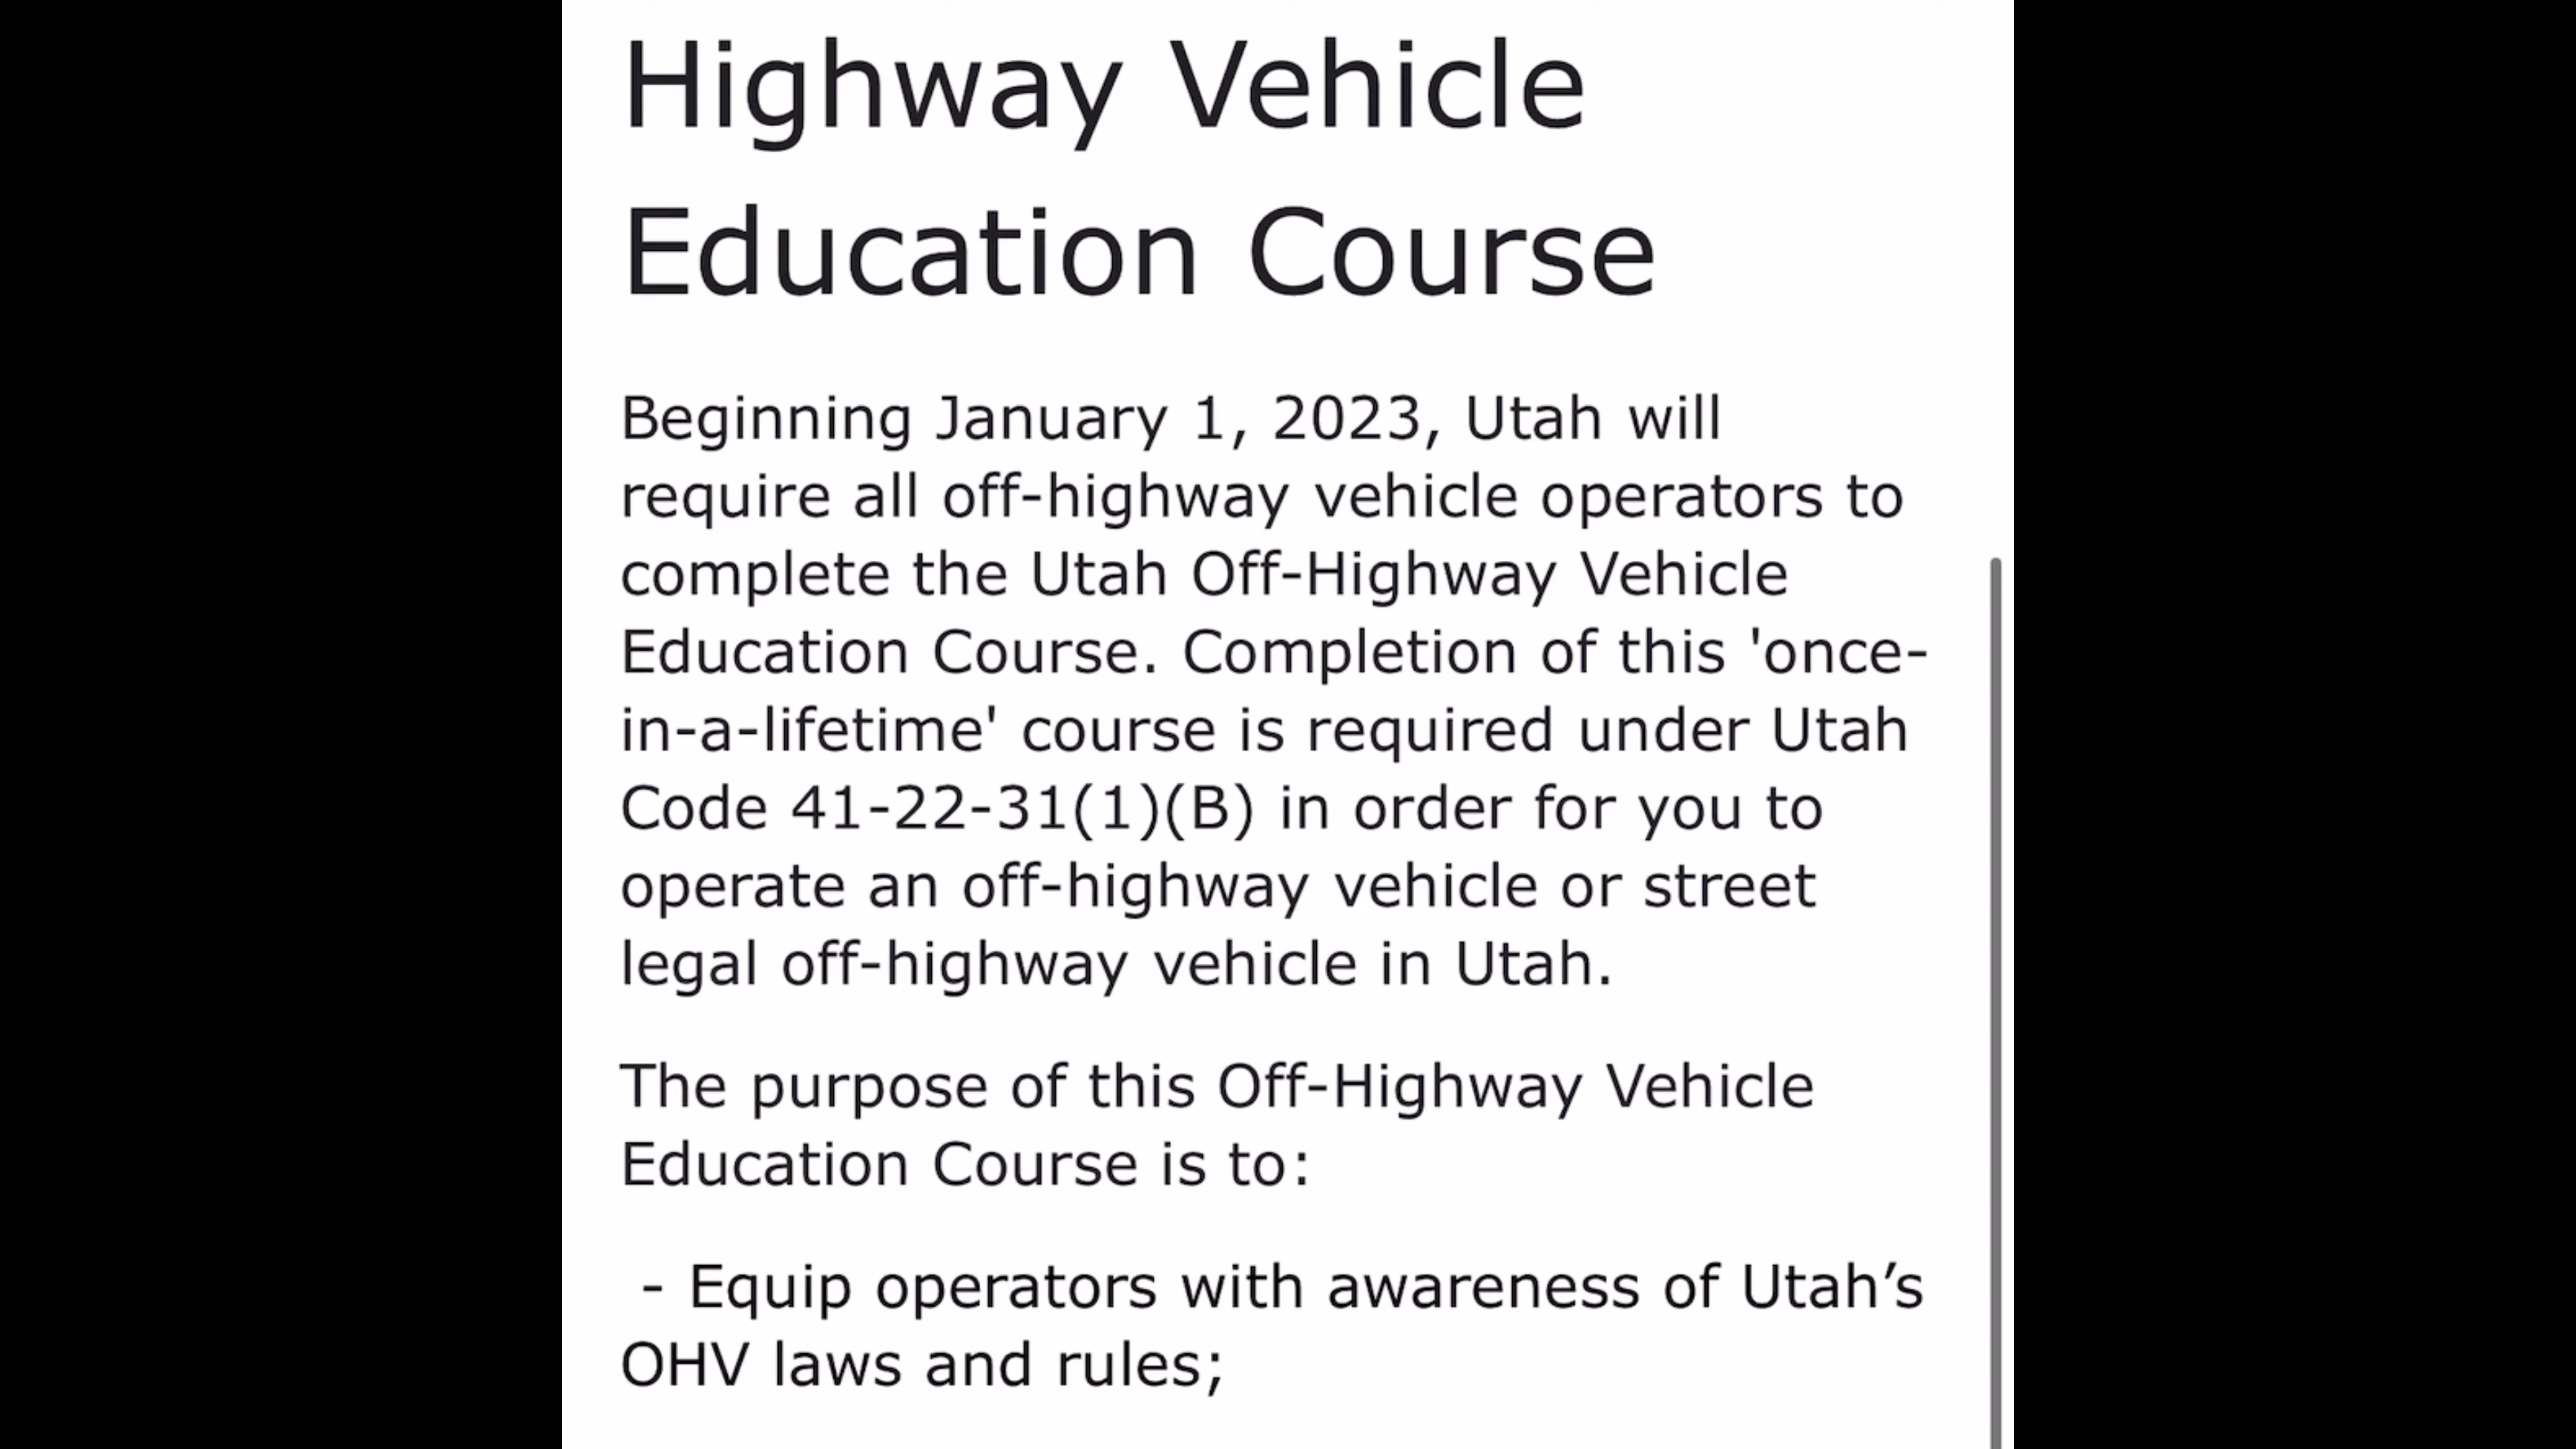 Highway Vehicle
Education Course
Beginning January 1, 2023, Utah will
require all off-highway vehicle operators to
complete the Utah Off-Highway Vehicle
Education Course. Completion of this 'once-
in-a-lifetime' course is required under Utah
Code 41-22-31(1)(B) in order for you to
operate an off-highway vehicle or street
legal off-highway vehicle in Utah.
The purpose of this Off-Highway Vehicle
Education Course is to:
- Equip operators with awareness of Utah’s
OHV laws and rules;